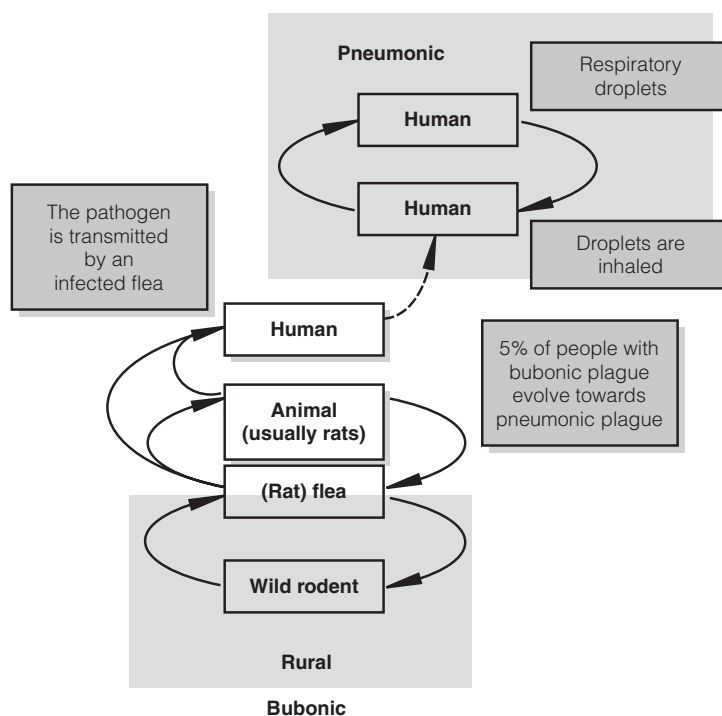 Pneumonic
Respiratory
droplets
Human
Human
The pathogen
is transmitted
by an
infected flea
Droplets are
inhaled
Human
5% of people with
bubonic plague
evolve towards
pneumonic plague
Animal
(usually rats)
(Rat) flea
Wild rodent
Rural
Bubonic